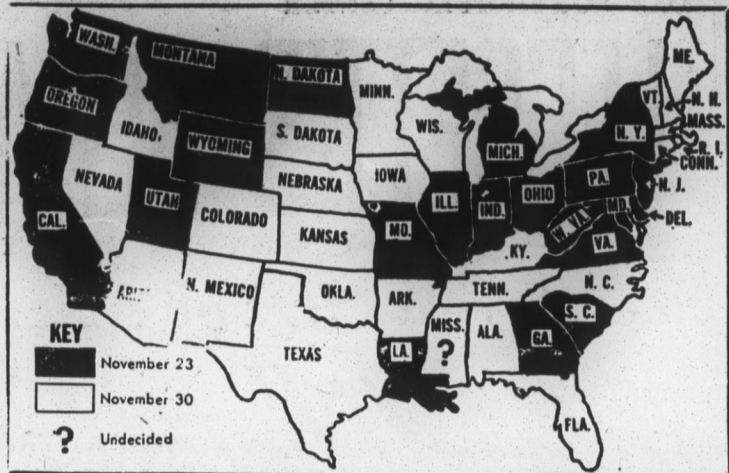 WASH.
MONTANA
N. DAKOTA
MINN.
ME.
OREGON
IDAHO
WYOMING
S. DAKOTA
WIS.
MICH.
N. Y.
VT.
N. H.
MASS.
R. I.
CONN.
NEVADA
UTAH
COLORADO
NEBRASKA
IOWA
ILL.
IND.
OHIO
PA.
N. J.
MD.
DEL.
CAL.
KANSAS
MO.
KY.
W. VA.
VA.
ARIZ.
N. MEXICO
OKLA.
ARK.
TENN.
N. C.
S. C.
TEXAS
LA.
MISS.
?
ALA.
GA.
FLA.
KEY
November 23
November 30
? Undecided